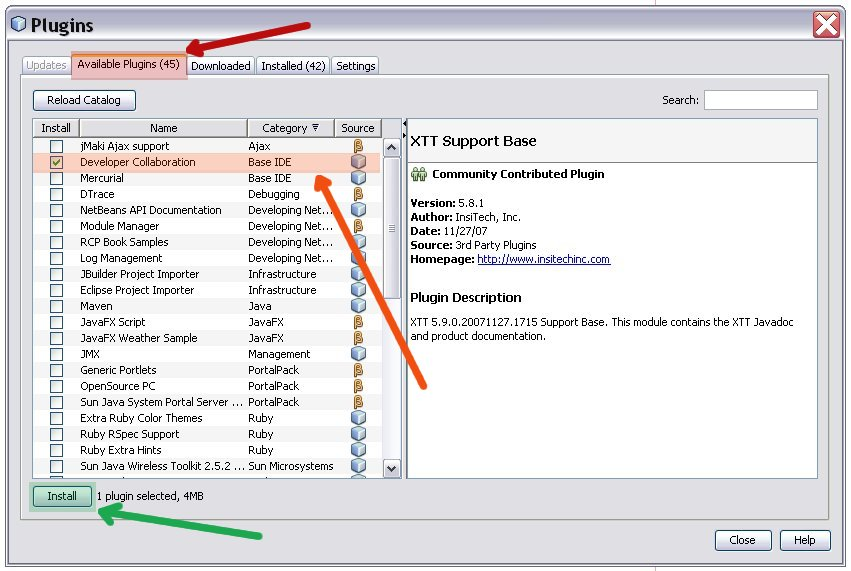 Plugins
Updates Available Plugins (45) Downloaded Installed (42) Settings
Reload Catalog Search:
Install Name Category Source
jMaki Ajax support Ajax β
Developer Collaboration Base IDE
Mercurial Base IDE
DTrace Debugging β
NetBeans API Documentation Developing Net...
Module Manager Developing Net... β
RCP Book Samples Developing Net...
Log Management Developing Net...
JBuilder Project Importer Infrastructure
Eclipse Project Importer Infrastructure
Maven Java
JavaFX Script JavaFX β
JavaFX Weather Sample JavaFX β
JMX Management
Generic Portlets PortalPack β
OpenSource PC PortalPack β
Sun Java System Portal Server ... PortalPack β
Extra Ruby Color Themes Ruby
Ruby RSpec Support Ruby
Ruby Extra Hints Ruby
Sun Java Wireless Toolkit 2.5.2 ... Sun Microsystems
XTT Support Base
Community Contributed Plugin
Version: 5.8.1
Author: InsiTech, Inc.
Date: 11/27/07
Source: 3rd Party Plugins
Homepage: http://www.insitechinc.com
Plugin Description
XTT 5.9.0.20071127.1715 Support Base. This module contains the XTT Javadoc
and product documentation.
Install 1 plugin selected, 4MB
Close Help